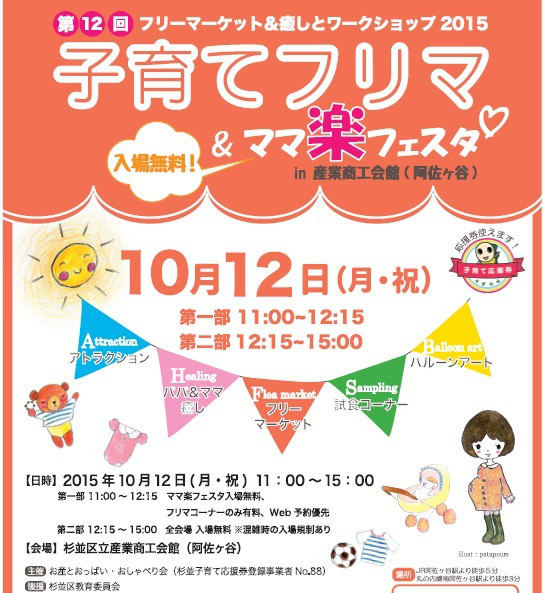 第12回 フリーマーケット&癒しとワークショップ 2015
子育てフリマ
入場無料！
& ママ楽フェスタ
in 産業商工会館（阿佐ヶ谷）
応援券使えます！
子育て応援券
すぎなみ
10月12日（月・祝）
第一部 11:00~12:15
第二部 12:15~15:00
Attraction
アトラクション
Healing
パパ&ママ
癒し
Flea market
フリー
マーケット
Sampling
試食コーナー
Balloon art
バルーンアート
【日時】2015年10月12日(月・祝) 11：00～15：00
第一部 11:00～12:15 ママ楽フェスタ入場無料、
フリマコーナーのみ有料、Web予約優先
第二部 12:15～15:00 全会場 入場無料 ※混雑時の入場規制あり
【会場】杉並区立産業商工会館（阿佐ヶ谷）
主催 お産とおっぱい・おしゃべり会（杉並子育て応援券登録事業者No.88）
後援 杉並区教育委員会
illust : patapoum
場所 JR阿佐ヶ谷駅より徒歩5分
丸の内線南阿佐ヶ谷駅より徒歩3分